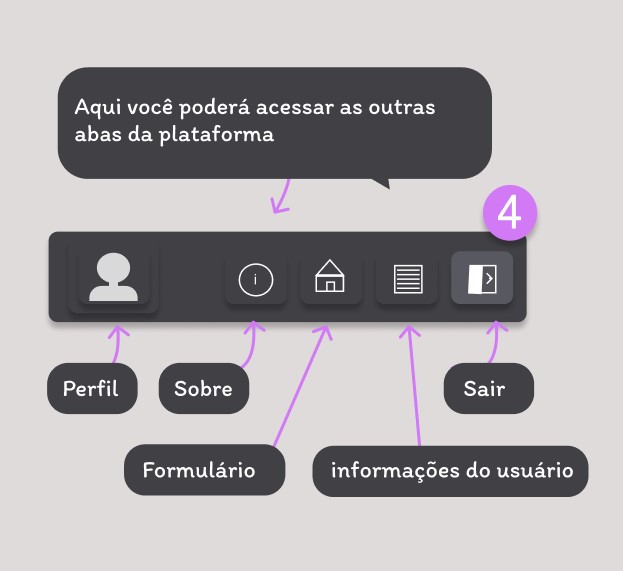 Aqui você poderá acessar as outras
abas da plataforma
4
i
Perfil
Sobre
Sair
Formulário
informações do usuário